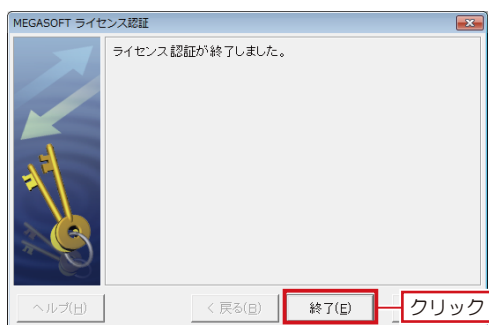 MEGASOFT ライセンス認証
ライセンス認証が終了しました。
ヘルプ(H)
< 戻る(B)
終了(E)
クリック